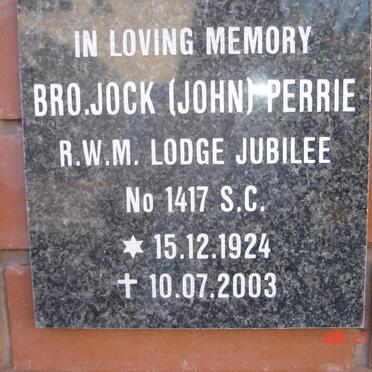 IN LOVING MEMORY
BRO.JOCK (JOHN) PERRIE
R.W.M. LODGE JUBILEE
No 1417 S.C.
✶ 15.12.1924
✝ 10.07.2003